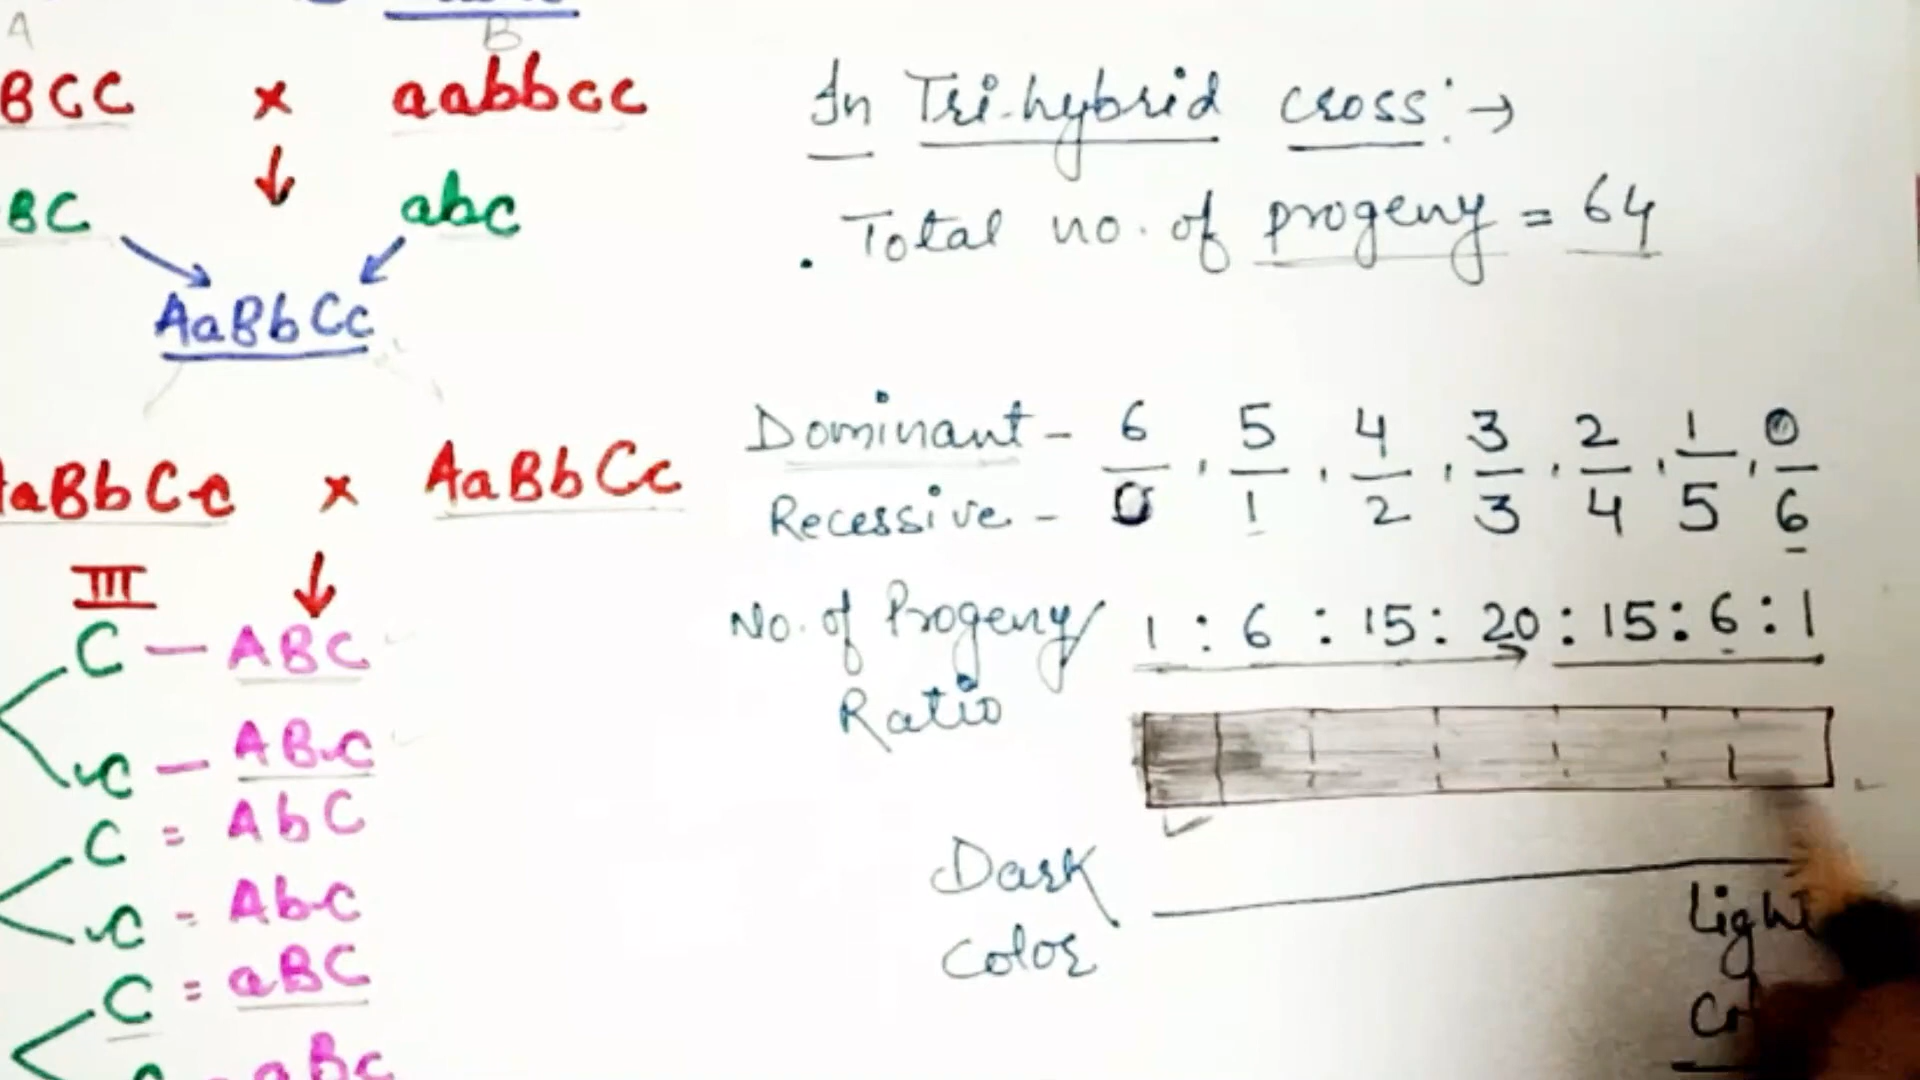 A
B
BCC × aabbcc
BC abc
AaBbCc
aBbCc × AaBbCc
III
C — ABC
c — ABc
C = AbC
c = Abc
C = aBC
c = aBc
In Tri-hybrid cross :→
. Total no. of progeny = 64
Dominant - 6 , 5 , 4 , 3 , 2 , 1 , 0
Recessive - 0 1 2 3 4 5 6
No. of Progeny/ 1 : 6 : 15 : 20 : 15 : 6 : 1
Ratio
Dark
Color
Light